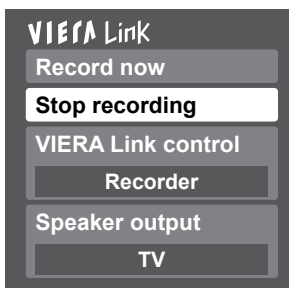 VIERA Link
Record now
Stop recording
VIERA Link control
Recorder
Speaker output
TV